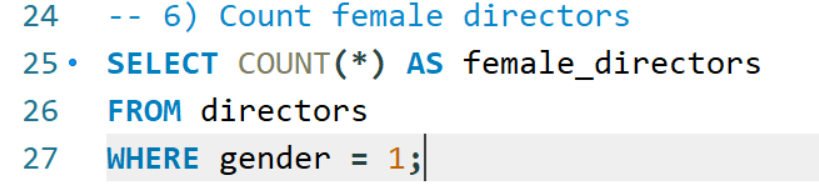 24 -- 6) Count female directors
25 SELECT COUNT(*) AS female_directors
26 FROM directors
27 WHERE gender = 1;